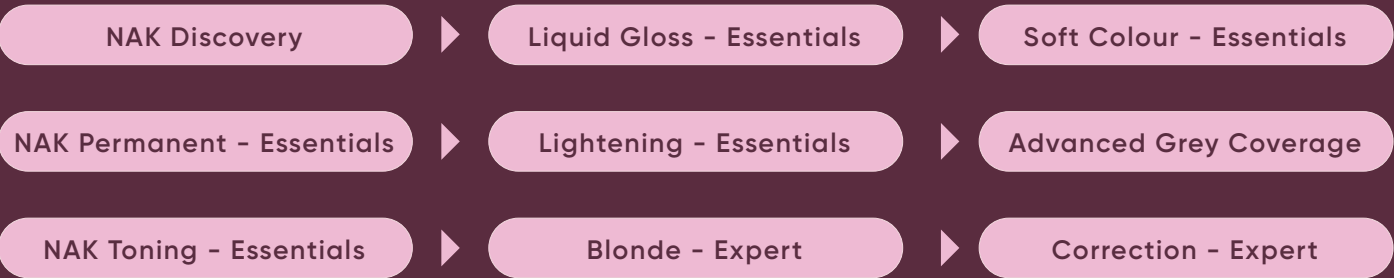 NAK Discovery
Liquid Gloss - Essentials
Soft Colour - Essentials
NAK Permanent - Essentials
Lightening - Essentials
Advanced Grey Coverage
NAK Toning - Essentials
Blonde - Expert
Correction - Expert